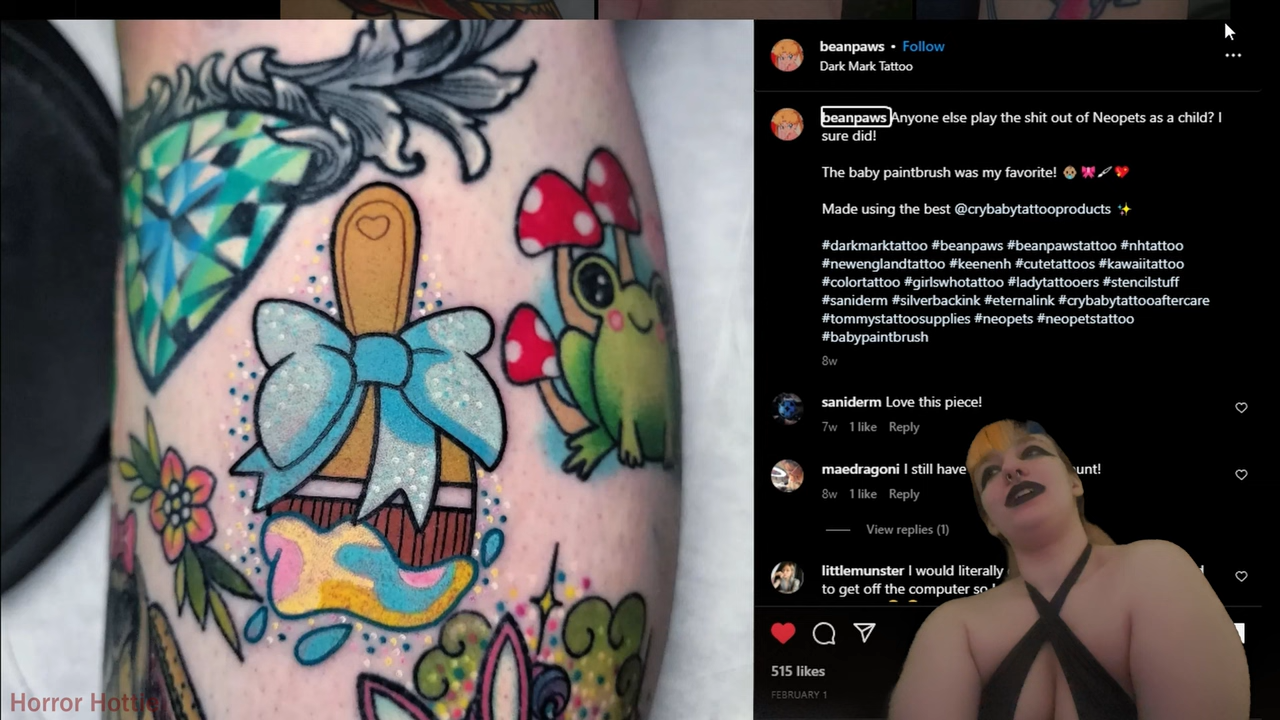 beanpaws • Follow
Dark Mark Tattoo
beanpaws Anyone else play the shit out of Neopets as a child? I
sure did!
The baby paintbrush was my favorite! 👶🏽🎀🖌️💖
Made using the best @crybabytattooproducts ✨
#darkmarktattoo #beanpaws #beanpawstattoo #nhtattoo
#newenglandtattoo #keenenh #cutetattoos #kawaiitattoo
#colortattoo #girlswhotattoo #ladytattooers #stencilstuff
#saniderm #silverbackink #eternalink #crybabytattooaftercare
#tommystattoosupplies #neopets #neopetstattoo
#babypaintbrush
8w
saniderm Love this piece!
7w 1 like Reply
maedragoni I still have
8w 1 like Reply
View replies (1)
littlemunster I would literally
to get off the computer so
515 likes
FEBRUARY 1
Horror